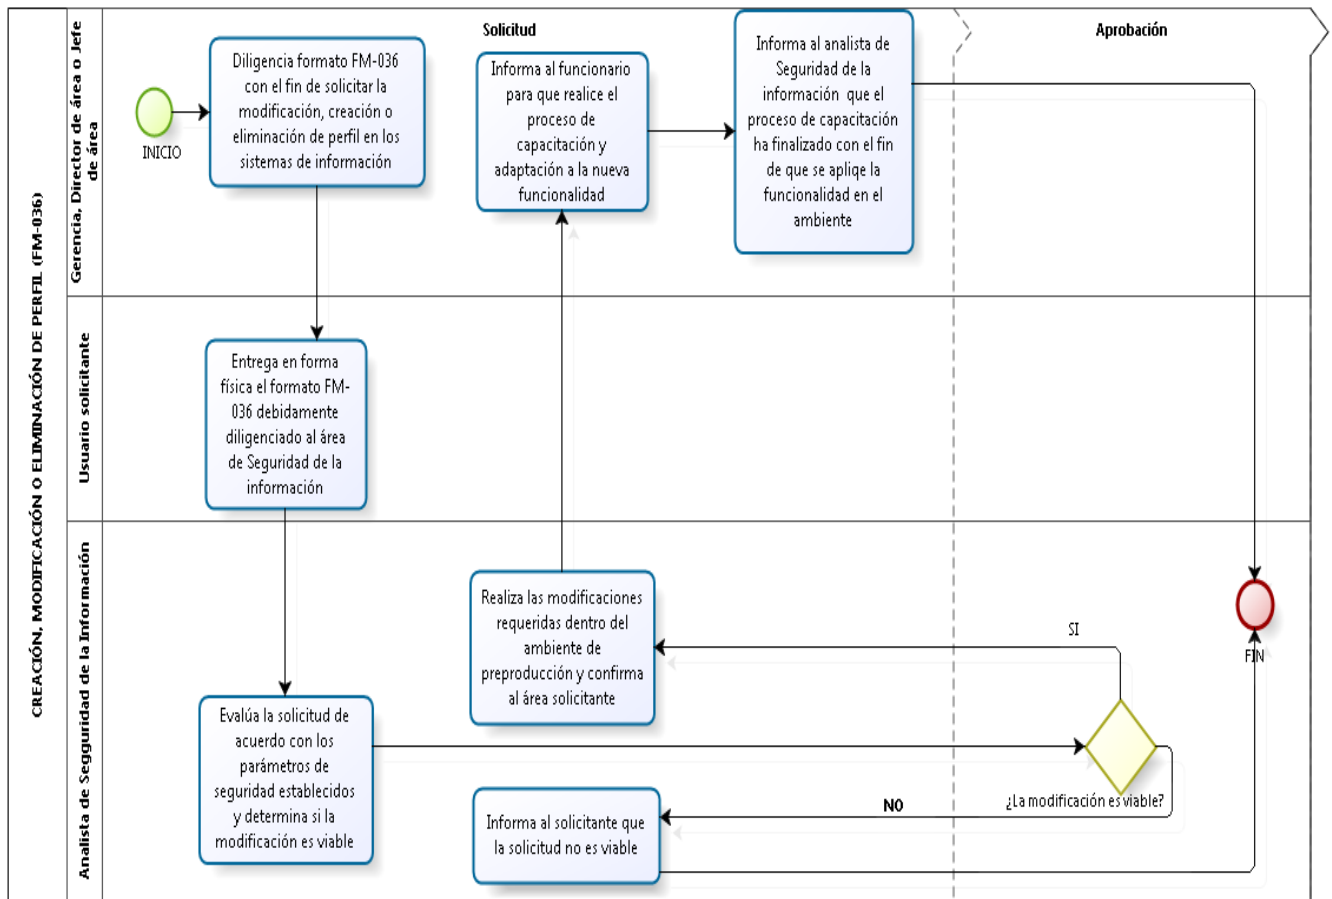 CREACIÓN, MODIFICACIÓN O ELIMINACIÓN DE PERFIL (FM-036)
Solicitud
Aprobación
Gerencia, Director de área o Jefe
de área
INICIO
Diligencia formato FM-036
con el fin de solicitar la
modificación, creación o
eliminación de perfil en los
sistemas de información
Informa al funcionario
para que realice el
proceso de
capacitación y
adaptación a la nueva
funcionalidad
Informa al analista de
Seguridad de la
información que el
proceso de capacitación
ha finalizado con el fin
de que se apliqe la
funcionalidad en el
ambiente
Usuario solicitante
Entrega en forma
física el formato FM-
036 debidamente
diligenciado al área
de Seguridad de la
información
Analista de Segguridad de la Información
Evalúa la solicitud de
acuerdo con los
parámetros de
seguridad establecidos
y determina si la
modificación es viable
Realiza las modificaciones
requeridas dentro del
ambiente de
preproducción y confirma
al área solicitante
SI
FIN
¿La modificación es viable?
NO
Informa al solicitante que
la solicitud no es viable